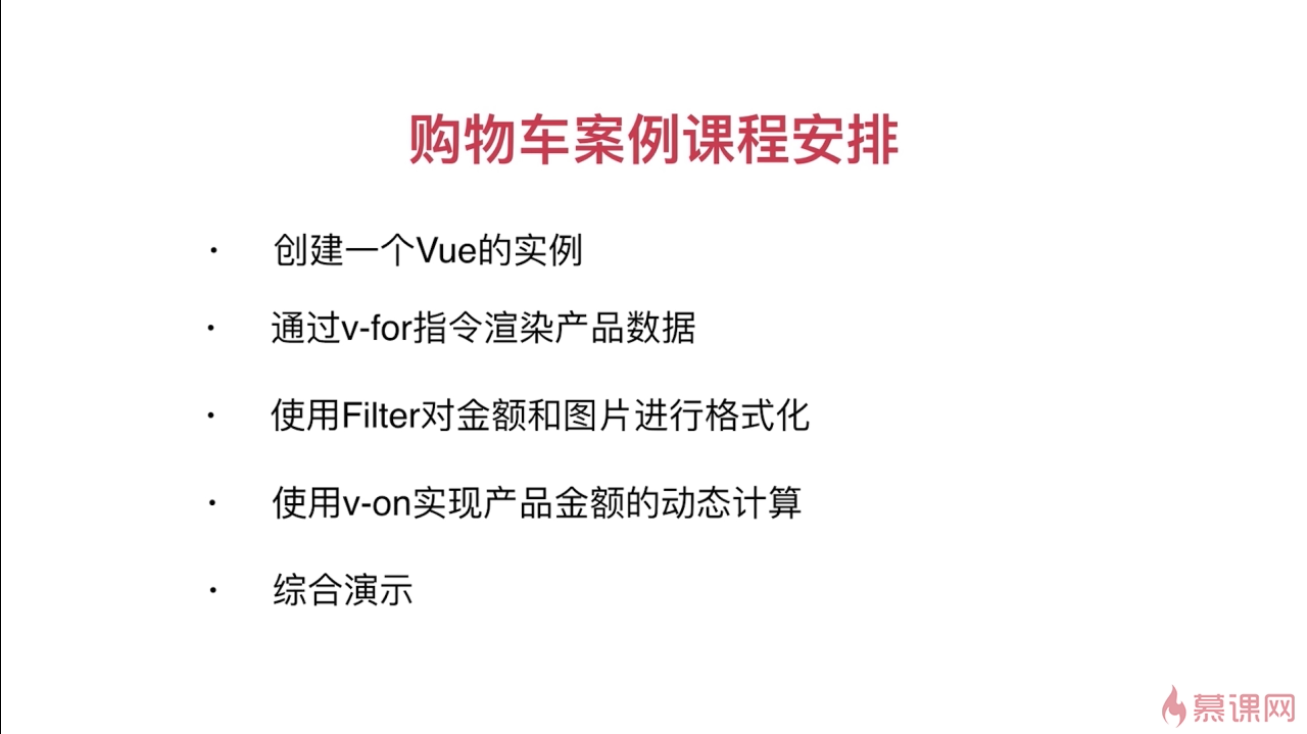 购物车案例课程安排
· 创建一个Vue的实例
· 通过v-for指令渲染产品数据
· 使用Filter对金额和图片进行格式化
· 使用v-on实现产品金额的动态计算
· 综合演示
慕课网